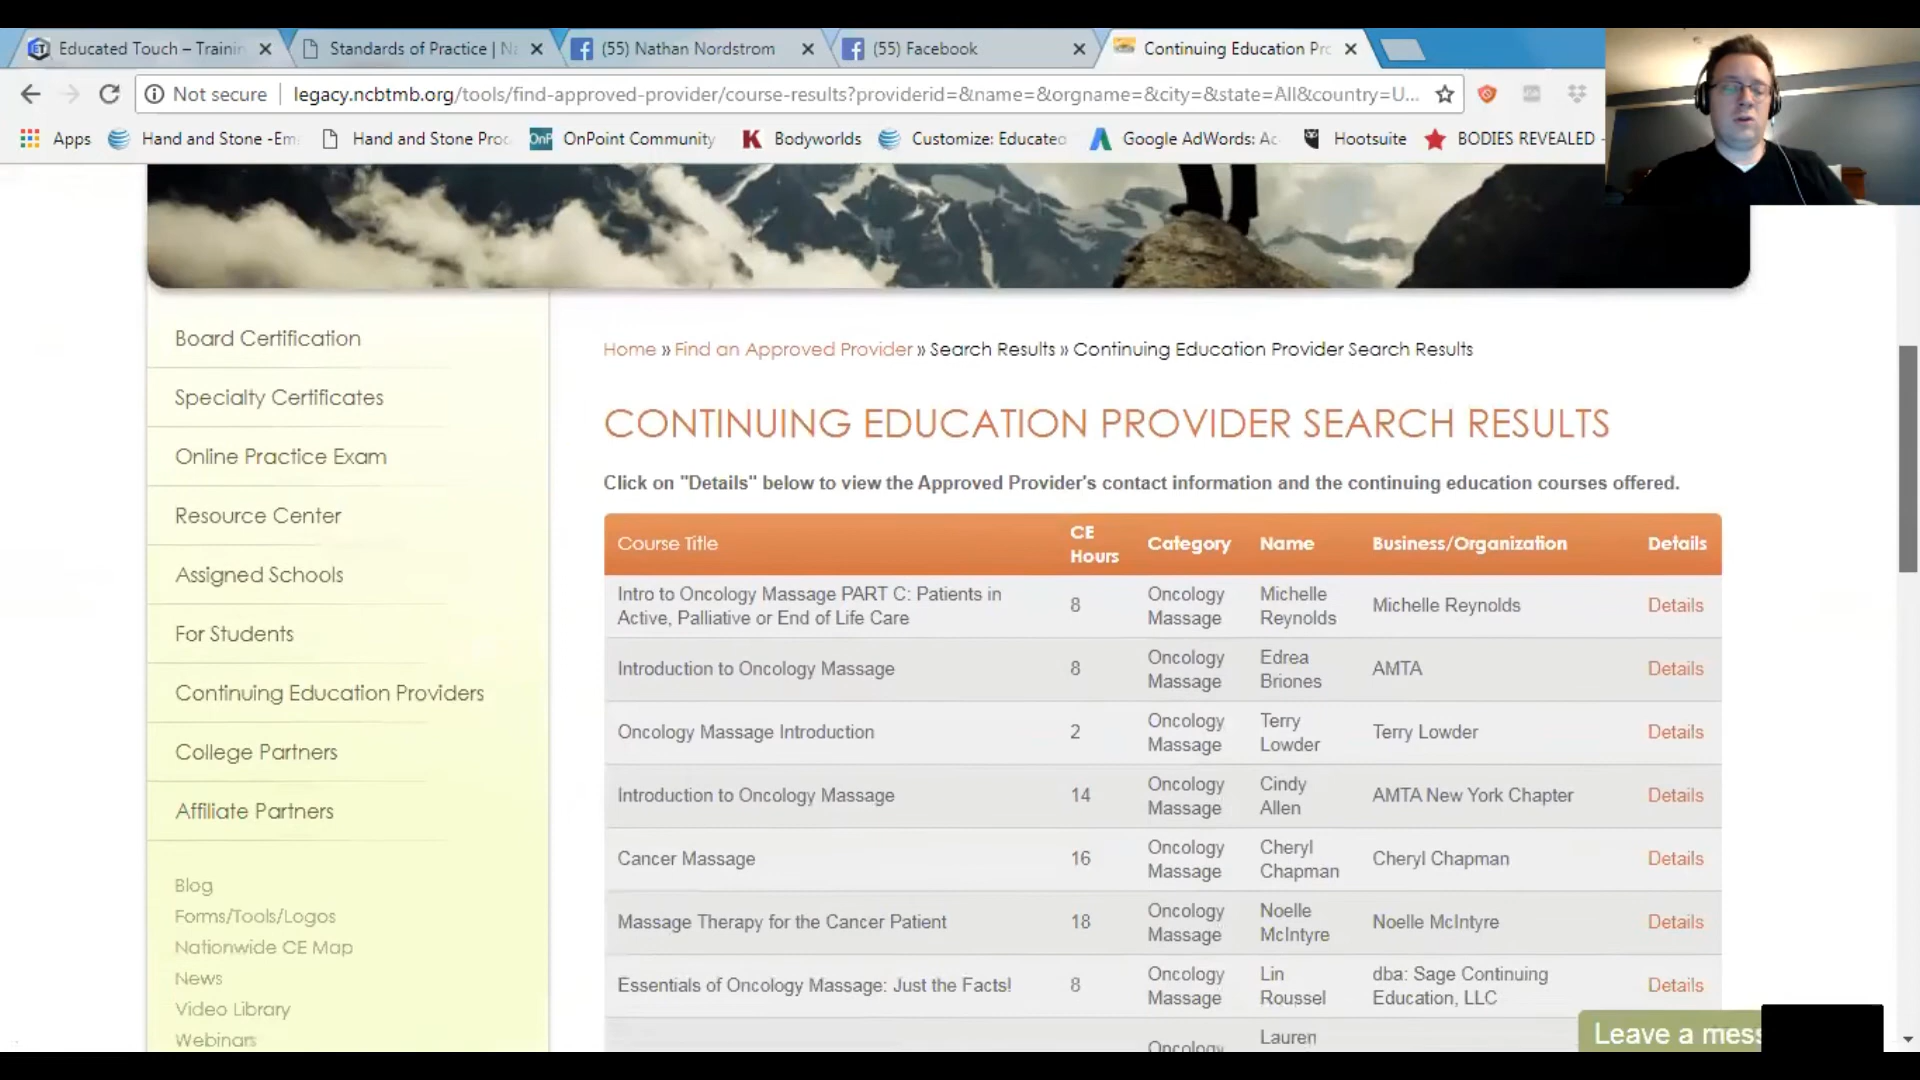 Educated Touch – Trainin
Standards of Practice | N
(55) Nathan Nordstrom
(55) Facebook
Continuing Education Pro
Not secure
legacy.ncbtmb.org/tools/find-approved-provider/course-results?providerid=&name=&orgname=&city=&state=All&country=U...
Apps
Hand and Stone -Em
Hand and Stone Proc
OnP
OnPoint Community
K
Bodyworlds
Customize: Educated
Google AdWords: Ac
Hootsuite
BODIES REVEALED -
Board Certification
Specialty Certificates
Online Practice Exam
Resource Center
Assigned Schools
For Students
Continuing Education Providers
College Partners
Affiliate Partners
Blog
Forms/Tools/Logos
Nationwide CE Map
News
Video Library
Webinars
Home » Find an Approved Provider » Search Results » Continuing Education Provider Search Results
CONTINUING EDUCATION PROVIDER SEARCH RESULTS
Click on "Details" below to view the Approved Provider's contact information and the continuing education courses offered.
Course Title
CE
Hours
Category
Name
Business/Organization
Details
Intro to Oncology Massage PART C: Patients in
Active, Palliative or End of Life Care
8
Oncology
Massage
Michelle
Reynolds
Michelle Reynolds
Details
Introduction to Oncology Massage
8
Oncology
Massage
Edrea
Briones
AMTA
Details
Oncology Massage Introduction
2
Oncology
Massage
Terry
Lowder
Terry Lowder
Details
Introduction to Oncology Massage
14
Oncology
Massage
Cindy
Allen
AMTA New York Chapter
Details
Cancer Massage
16
Oncology
Massage
Cheryl
Chapman
Cheryl Chapman
Details
Massage Therapy for the Cancer Patient
18
Oncology
Massage
Noelle
McIntyre
Noelle McIntyre
Details
Essentials of Oncology Massage: Just the Facts!
8
Oncology
Massage
Lin
Roussel
dba: Sage Continuing
Education, LLC
Details
Oncology
Lauren
Leave a mess